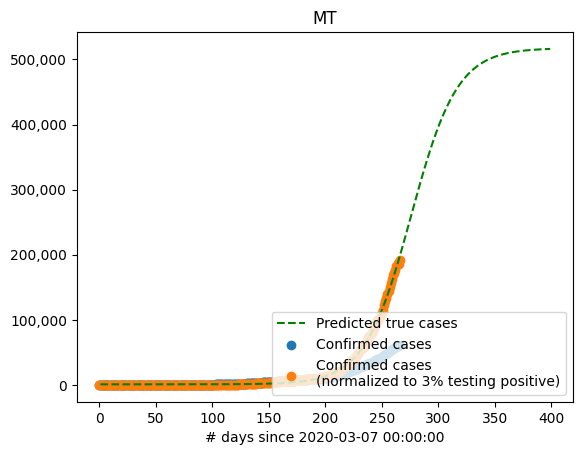 MT
500,000
400,000
300,000
200,000
100,000
0
Predicted true cases
Confirmed cases
Confirmed cases
(normalized to 3% testing positive)
0 50 100 150 200 250 300 350 400
# days since 2020-03-07 00:00:00